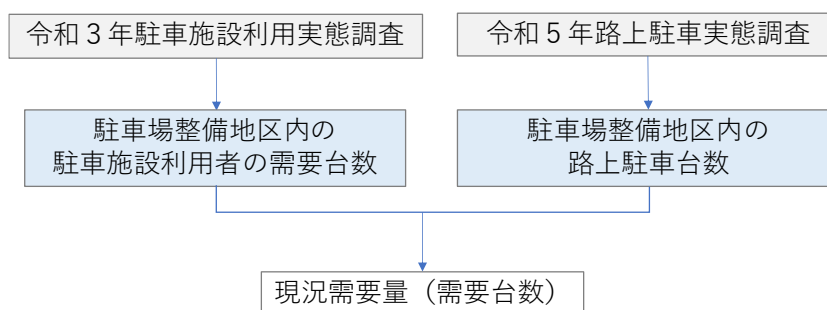 令和３年駐車施設利用実態調査
令和５年路上駐車実態調査
駐車場整備地区内の
駐車施設利用者の需要台数
駐車場整備地区内の
路上駐車台数
現況需要量（需要台数）